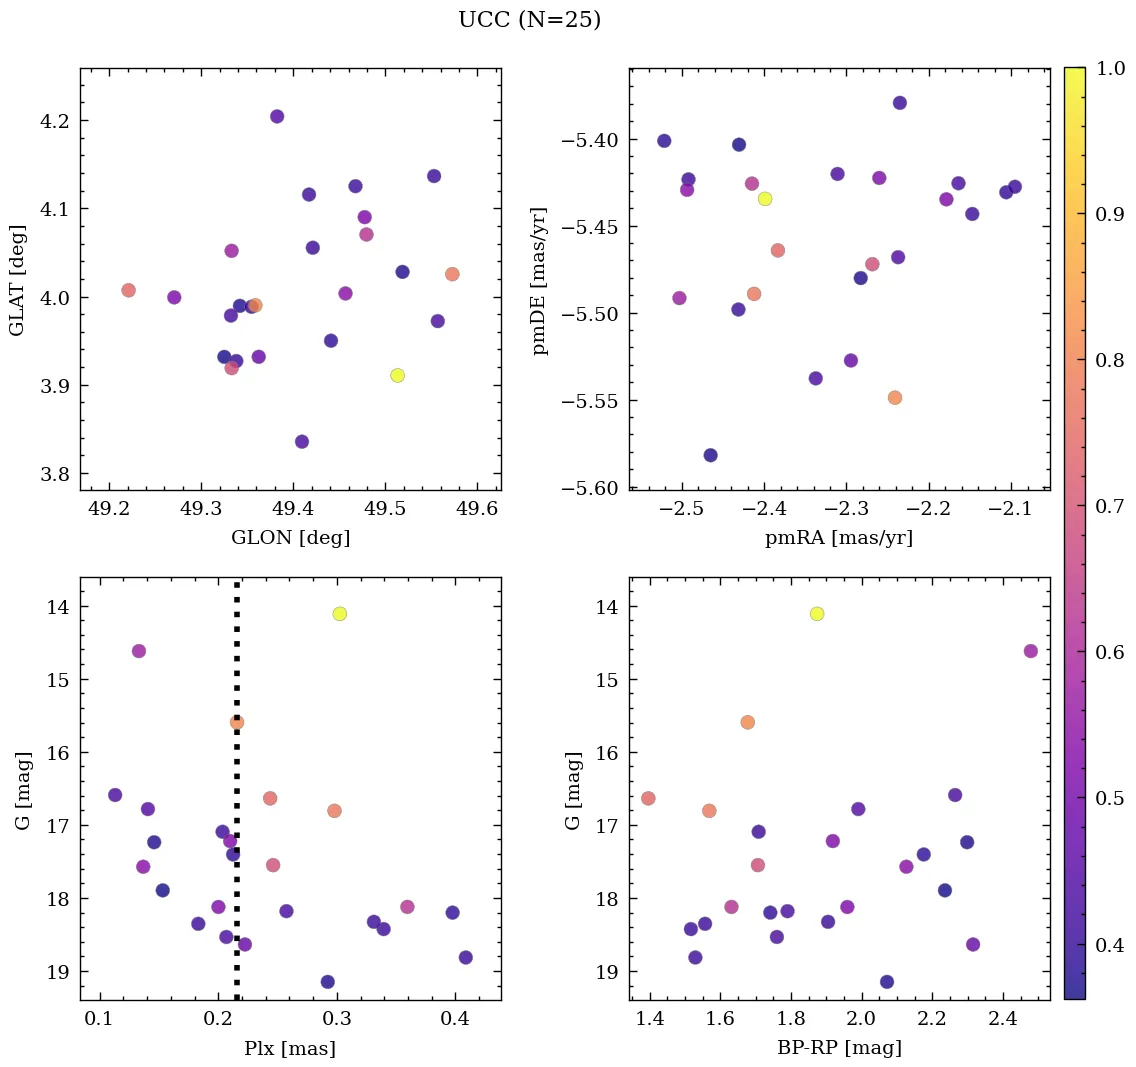 UCC (N=25)
4.2
4.1
4.0
3.9
3.8
GLAT [deg]
49.2 49.3 49.4 49.5 49.6
GLON [deg]
−5.40
−5.45
−5.50
−5.55
−5.60
pmDE [mas/yr]
−2.5 −2.4 −2.3 −2.2 −2.1
pmRA [mas/yr]
14
15
16
17
18
19
G [mag]
0.1 0.2 0.3 0.4
Plx [mas]
14
15
16
17
18
19
G [mag]
1.4 1.6 1.8 2.0 2.2 2.4
BP-RP [mag]
1.0
0.9
0.8
0.7
0.6
0.5
0.4